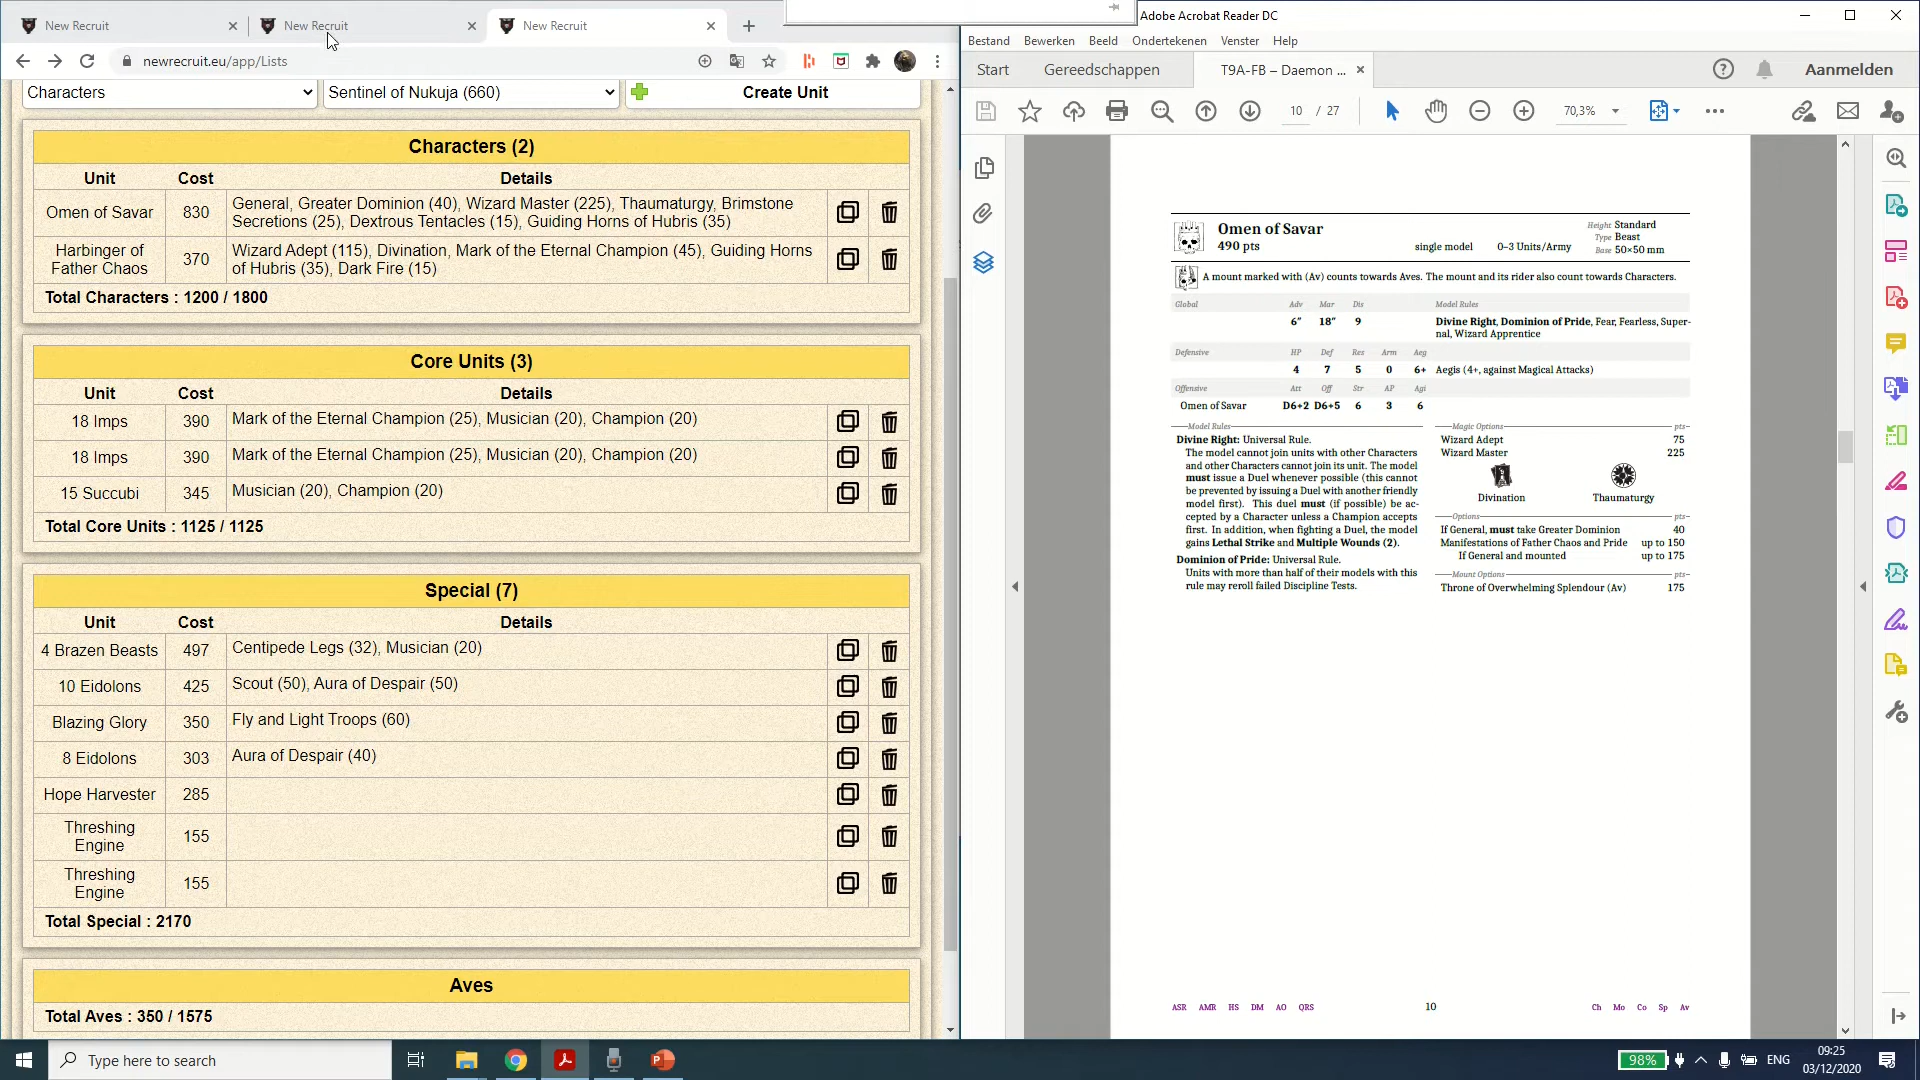 New Recruit
New Recruit
New Recruit
newrecruit.eu/app/Lists
Characters
Sentinel of Nukuja (660)
Create Unit
Characters (2)
Unit Cost Details
Omen of Savar 830 General, Greater Dominion (40), Wizard Master (225), Thaumaturgy, Brimstone
Secretions (25), Dextrous Tentacles (15), Guiding Horns of Hubris (35)
Harbinger of
Father Chaos 370 Wizard Adept (115), Divination, Mark of the Eternal Champion (45), Guiding Horns
of Hubris (35), Dark Fire (15)
Total Characters : 1200 / 1800
Core Units (3)
Unit Cost Details
18 Imps 390 Mark of the Eternal Champion (25), Musician (20), Champion (20)
18 Imps 390 Mark of the Eternal Champion (25), Musician (20), Champion (20)
15 Succubi 345 Musician (20), Champion (20)
Total Core Units : 1125 / 1125
Special (7)
Unit Cost Details
4 Brazen Beasts 497 Centipede Legs (32), Musician (20)
10 Eidolons 425 Scout (50), Aura of Despair (50)
Blazing Glory 350 Fly and Light Troops (60)
8 Eidolons 303 Aura of Despair (40)
Hope Harvester 285
Threshing
Engine 155
Threshing
Engine 155
Total Special : 2170
Aves
Total Aves : 350 / 1575
Adobe Acrobat Reader DC
Bestand Bewerken Beeld Ondertekenen Venster Help
Start Gereedschappen T9A-FB – Daemon ... Aanmelden
10 / 27 70,3%
Omen of Savar
490 pts single model 0–3 Units/Army
Height Standard
Type Beast
Base 50×50 mm
A mount marked with (Av) counts towards Aves. The mount and its rider also count towards Characters.
Global Adv Mar Dis Model Rules
6″ 18″ 9 Divine Right, Dominion of Pride, Fear, Fearless, Super-
nal, Wizard Apprentice
Defensive HP Def Res Arm Aeg
4 7 5 0 6+ Aegis (4+, against Magical Attacks)
Offensive Att Off Str AP Agi
Omen of Savar D6+2 D6+5 6 3 6
Model Rules
Divine Right: Universal Rule.
The model cannot join units with other Characters
and other Characters cannot join its unit. The model
must issue a Duel whenever possible (this cannot
be prevented by issuing a Duel with another friendly
model first). This duel must (if possible) be ac-
cepted by a Character unless a Champion accepts
first. In addition, when fighting a Duel, the model
gains Lethal Strike and Multiple Wounds (2).
Dominion of Pride: Universal Rule.
Units with more than half of their models with this
rule may reroll failed Discipline Tests.
Magic Options pts
Wizard Adept 75
Wizard Master 225
Divination Thaumaturgy
Options pts
If General, must take Greater Dominion 40
Manifestations of Father Chaos and Pride up to 150
If General and mounted up to 175
Mount Options pts
Throne of Overwhelming Splendour (Av) 175
ASR AMR HS DM AO QRS 10 Ch Mo Co Sp Av
Type here to search
98% ENG
09:25
03/12/2020